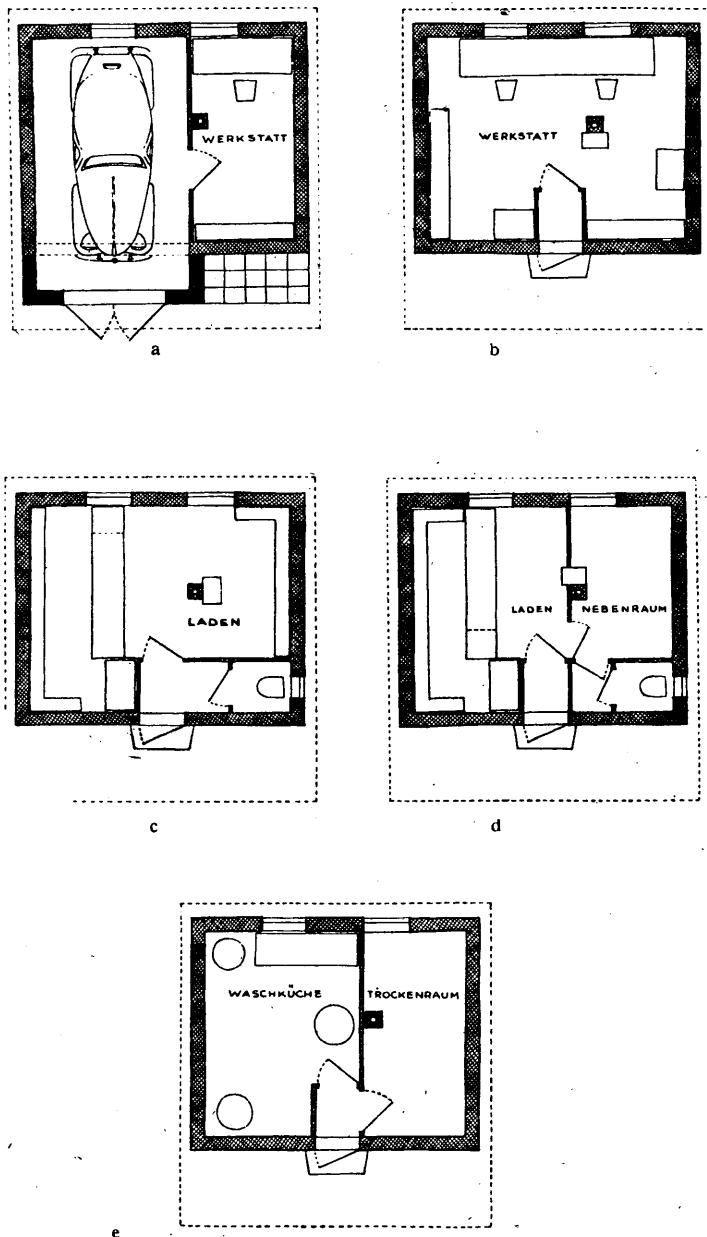 WERKSTATT
a
WERKSTATT
b
LADEN
c
LADEN
NEBENRAUM
d
WASCHKÜCHE
TROCKENRAUM
e